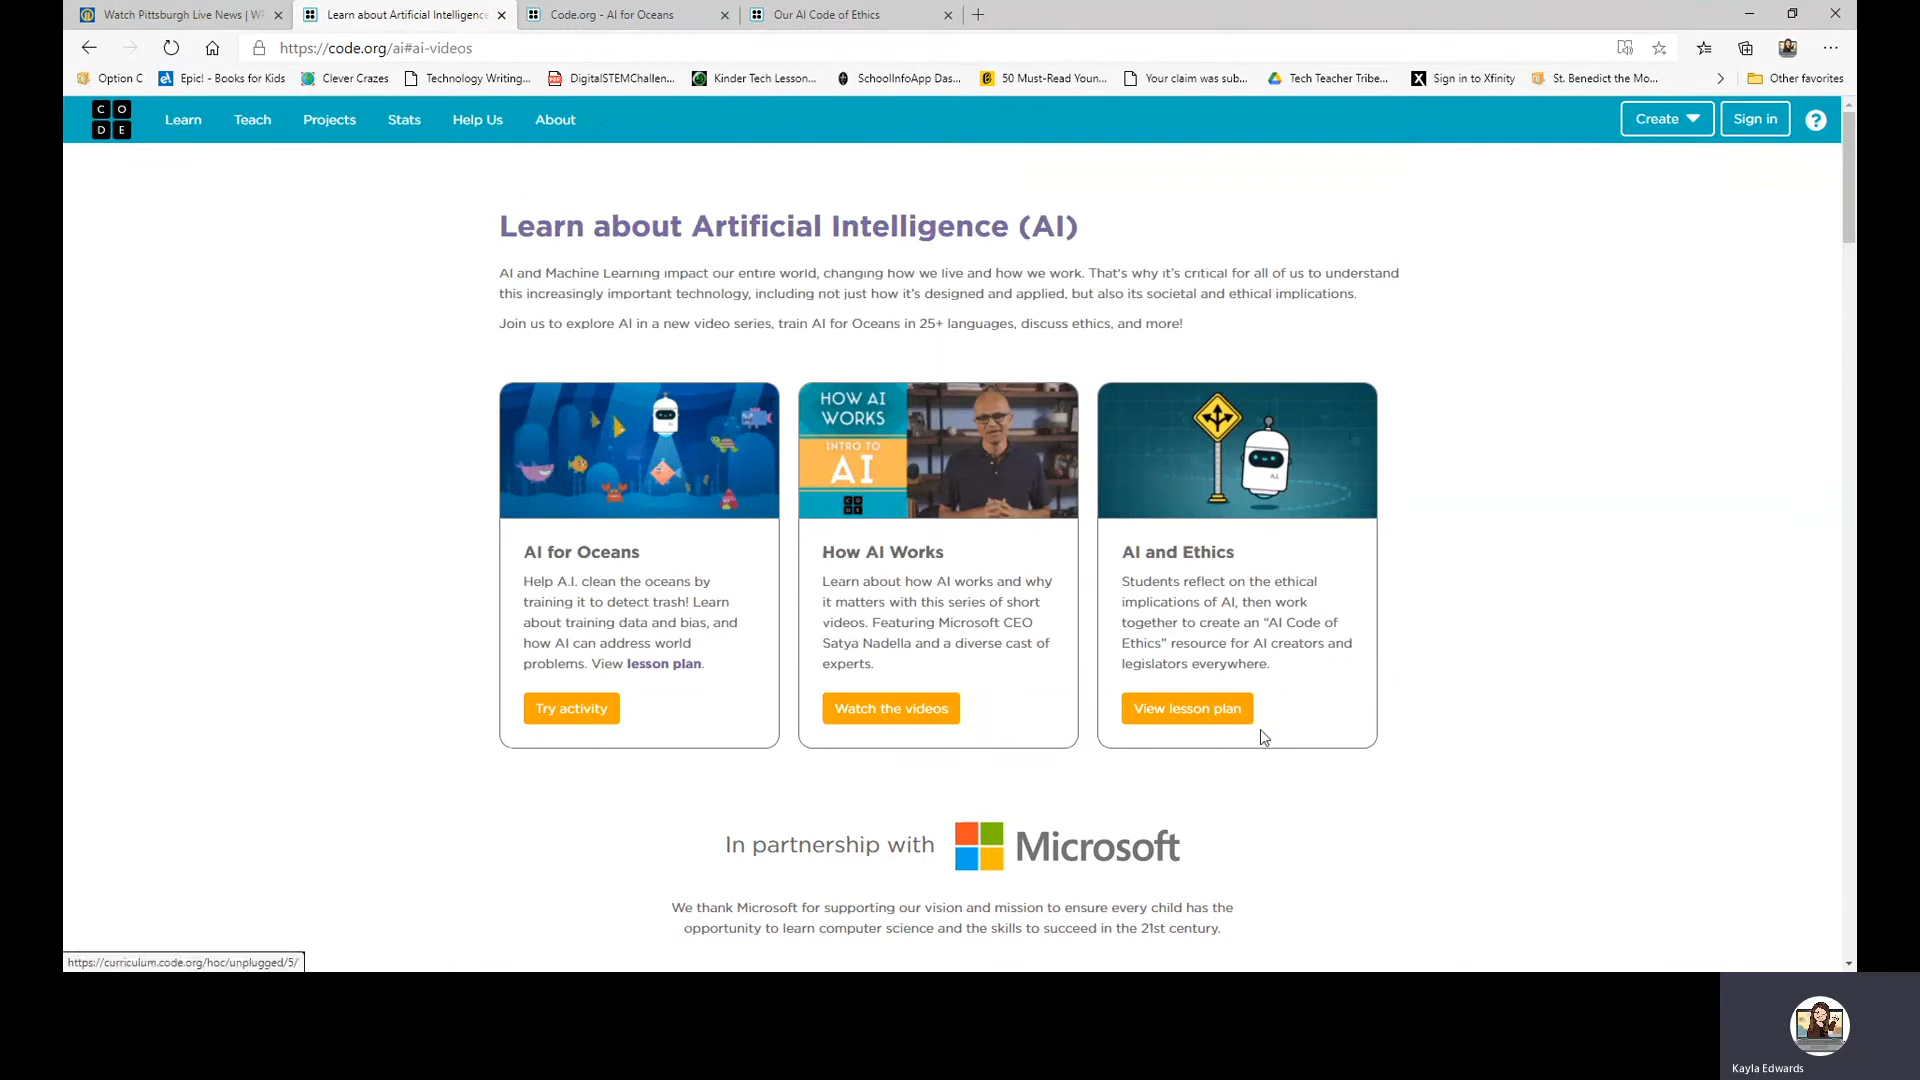 Watch Pittsburgh Live News | W
Learn about Artificial Intelligence
Code.org - AI for Oceans
Our AI Code of Ethics
https://code.org/ai#ai-videos
Option C
Epic! - Books for Kids
Clever Crazes
Technology Writing...
DigitalSTEMChallen...
Kinder Tech Lesson...
SchoolInfoApp Das...
50 Must-Read Youn...
Your claim was sub...
Tech Teacher Tribe...
Sign in to Xfinity
St. Benedict the Mo...
Other favorites
CODE
Learn
Teach
Projects
Stats
Help Us
About
Create
Sign in
?
Learn about Artificial Intelligence (AI)
AI and Machine Learning impact our entire world, changing how we live and how we work. That's why it's critical for all of us to understand
this increasingly important technology, including not just how it's designed and applied, but also its societal and ethical implications.
Join us to explore AI in a new video series, train AI for Oceans in 25+ languages, discuss ethics, and more!
AI for Oceans
Help A.I. clean the oceans by
training it to detect trash! Learn
about training data and bias, and
how AI can address world
problems. View lesson plan.
Try activity
HOW AI
WORKS
INTRO TO
AI
CODE
How AI Works
Learn about how AI works and why
it matters with this series of short
videos. Featuring Microsoft CEO
Satya Nadella and a diverse cast of
experts.
Watch the videos
AI
AI and Ethics
Students reflect on the ethical
implications of AI, then work
together to create an “AI Code of
Ethics” resource for AI creators and
legislators everywhere.
View lesson plan
In partnership with Microsoft
We thank Microsoft for supporting our vision and mission to ensure every child has the
opportunity to learn computer science and the skills to succeed in the 21st century.
https://curriculum.code.org/hoc/unplugged/5/
Kayla Edwards